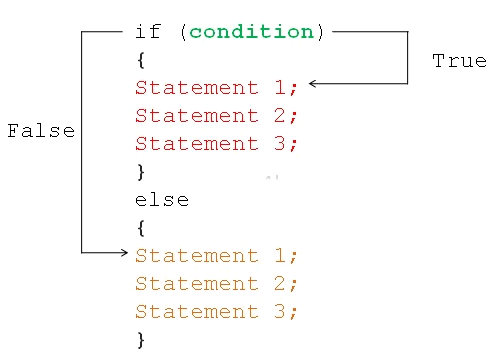 if (condition)
{
True
Statement 1;
Statement 2;
False
Statement 3;
}
else
{
Statement 1;
Statement 2;
Statement 3;
}